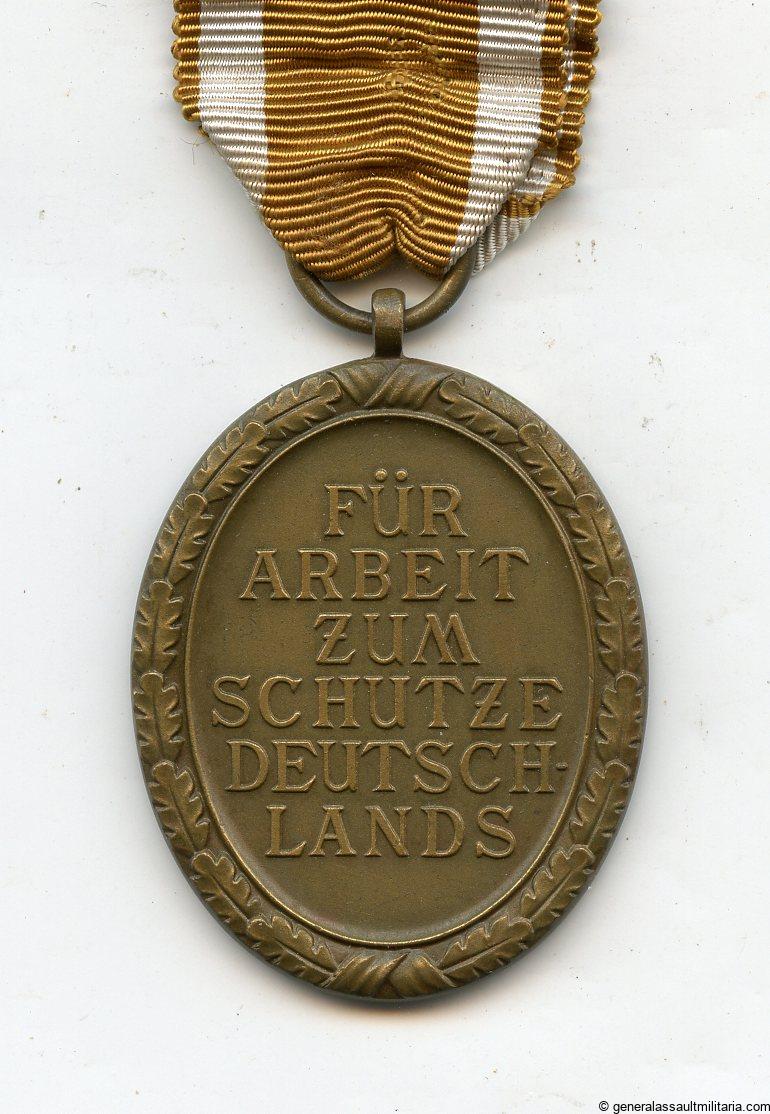 FÜR
ARBEIT
ZUM
SCHUTZE
DEUTSCH-
LANDS
© generalassaultmilitaria.com